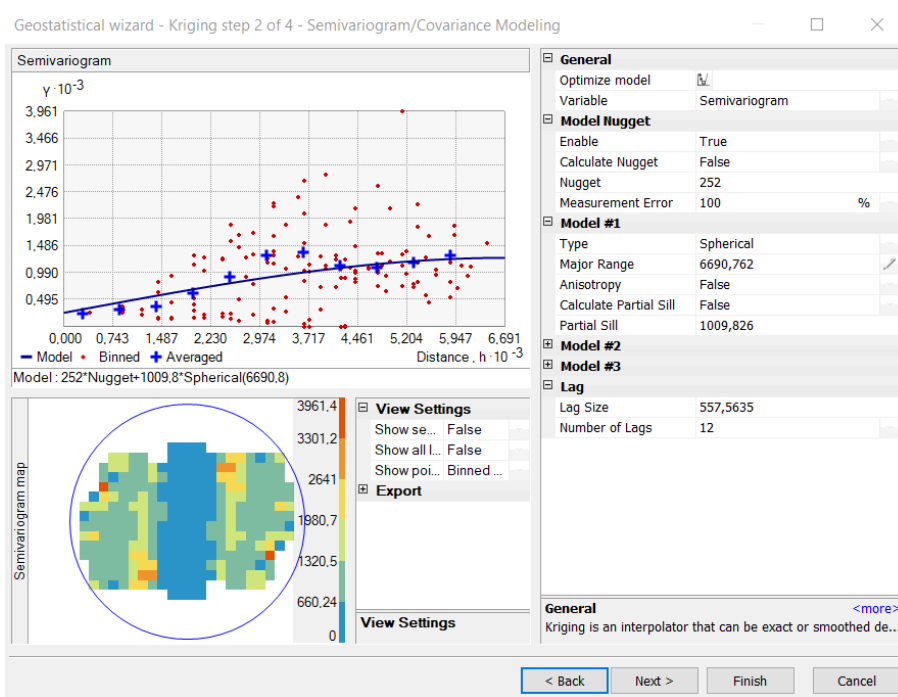 Geostatistical wizard - Kriging step 2 of 4 - Semivariogram/Covariance Modeling
Semivariogram
γ·10-3
3.961
3.466
2.971
2.476
1.981
1.486
0.990
0.495
0,000 0,743 1,487 2,230 2,974 3,717 4,461 5,204 5,947 6,691
Model Binned Averaged Distance, h·10-3
Model : 252*Nugget+1009,8*Spherical(6690,8)
Semivariogram map
3961,4
3301,2
2641
1980,7
1320,5
660,24
0
View Settings
Show se... False
Show all l... False
Show poi... Binned ...
Export
View Settings
General
Optimize model
Variable Semivariogram
Model Nugget
Enable True
Calculate Nugget False
Nugget 252
Measurement Error 100 %
Model #1
Type Spherical
Major Range 6690,762
Anisotropy False
Calculate Partial Sill False
Partial Sill 1009,826
Model #2
Model #3
Lag
Lag Size 557,5635
Number of Lags 12
General <more>
Kriging is an interpolator that can be exact or smoothed de...
< Back Next > Finish Cancel